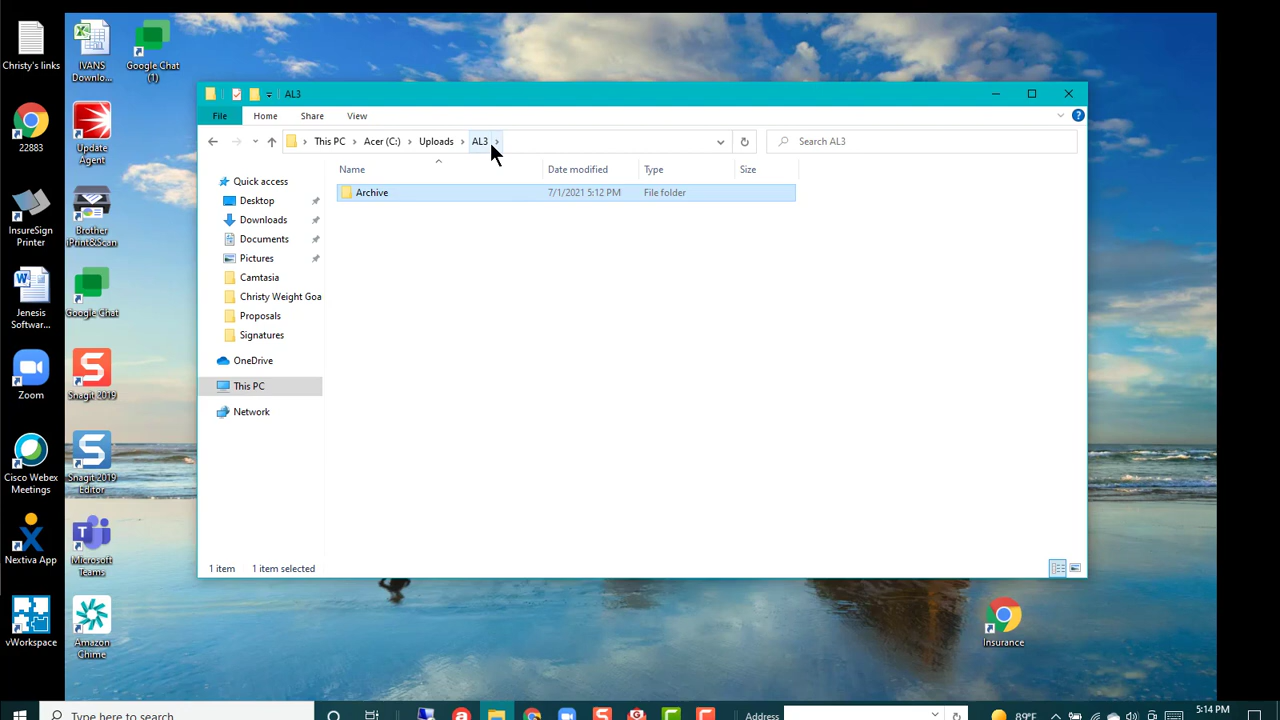 Christy's links
IVANS
Downlo...
Google Chat
(1)
22883
Update
Agent
InsureSign
Printer
Brother
iPrint&Scan
Jenesis
Softwar...
Google Chat
Zoom
Snagit 2019
Cisco Webex
Meetings
Snagit 2019
Editor
Nextiva App
Microsoft
Teams
vWorkspace
Amazon
Chime
Insurance
AL3
File
Home
Share
View
This PC
Acer (C:)
Uploads
AL3
Search AL3
Name
Date modified
Type
Size
Archive
7/1/2021 5:12 PM
File folder
Quick access
Desktop
Downloads
Documents
Pictures
Camtasia
Christy Weight Goa
Proposals
Signatures
OneDrive
This PC
Network
1 item
1 item selected
Type here to search
Address
89°F
5:14 PM